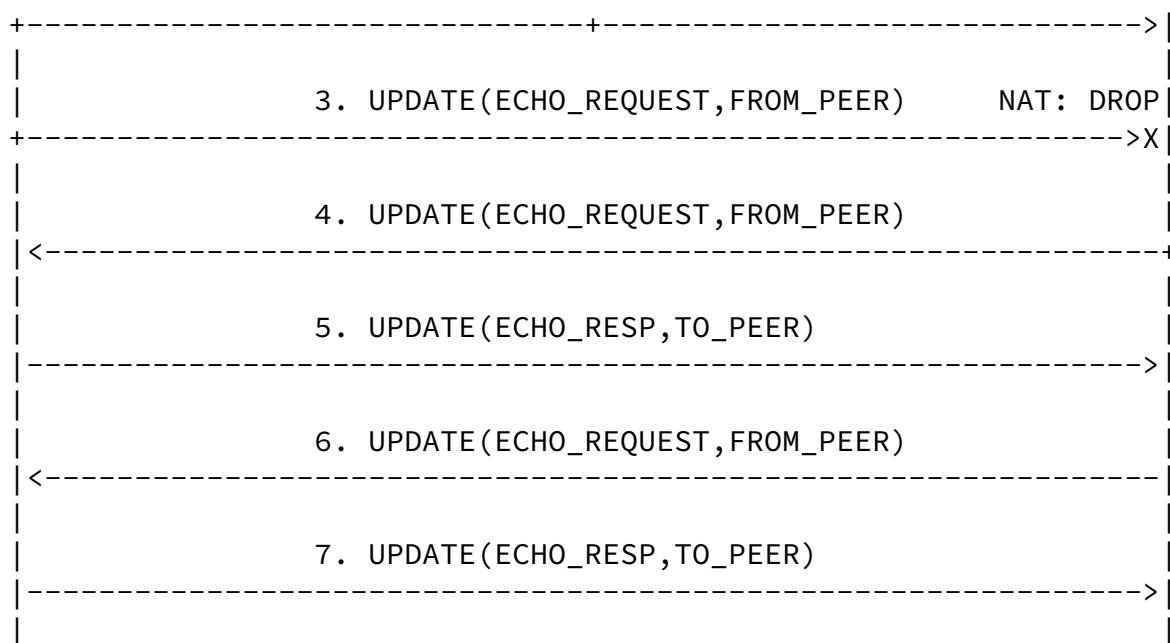 3. UPDATE(ECHO_REQUEST,FROM_PEER) NAT: DROP
X
4. UPDATE(ECHO_REQUEST,FROM_PEER)
5. UPDATE(ECHO_RESP,TO_PEER)
6. UPDATE(ECHO_REQUEST,FROM_PEER)
7. UPDATE(ECHO_RESP,TO_PEER)